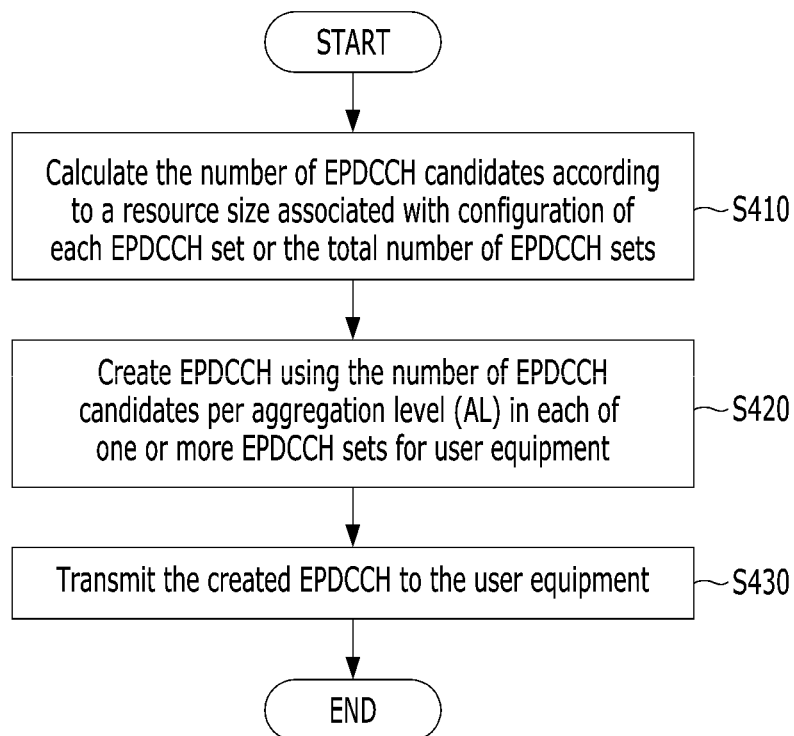 START
Calculate the number of EPDCCH candidates according
to a resource size associated with configuration of
each EPDCCH set or the total number of EPDCCH sets
S410
Create EPDCCH using the number of EPDCCH
candidates per aggregation level (AL) in each of
one or more EPDCCH sets for user equipment
S420
Transmit the created EPDCCH to the user equipment
S430
END